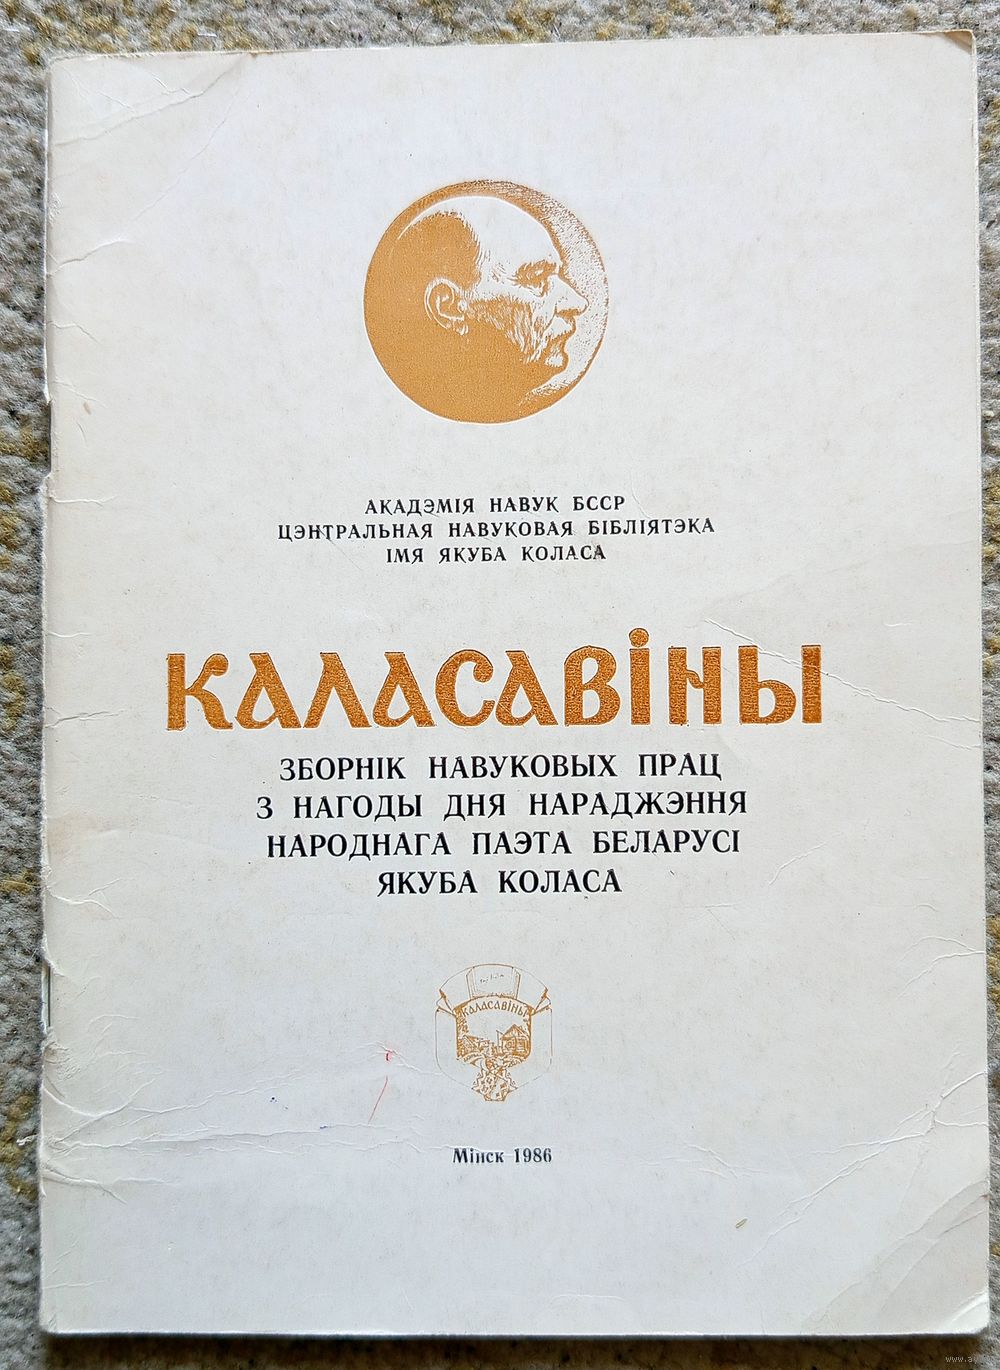 АКАДЭМІЯ НАВУК БССР
ЦЭНТРАЛЬНАЯ НАВУКОВАЯ БІБЛІЯТЭКА
ІМЯ ЯКУБА КОЛАСА
КАЛАСАВІНЫ
ЗБОРНІК НАВУКОВЫХ ПРАЦ
З НАГОДЫ ДНЯ НАРАДЖЭННЯ
НАРОДНАГА ПАЭТА БЕЛАРУСІ
ЯКУБА КОЛАСА
КАЛАСАВІНЫ
Мінск 1986